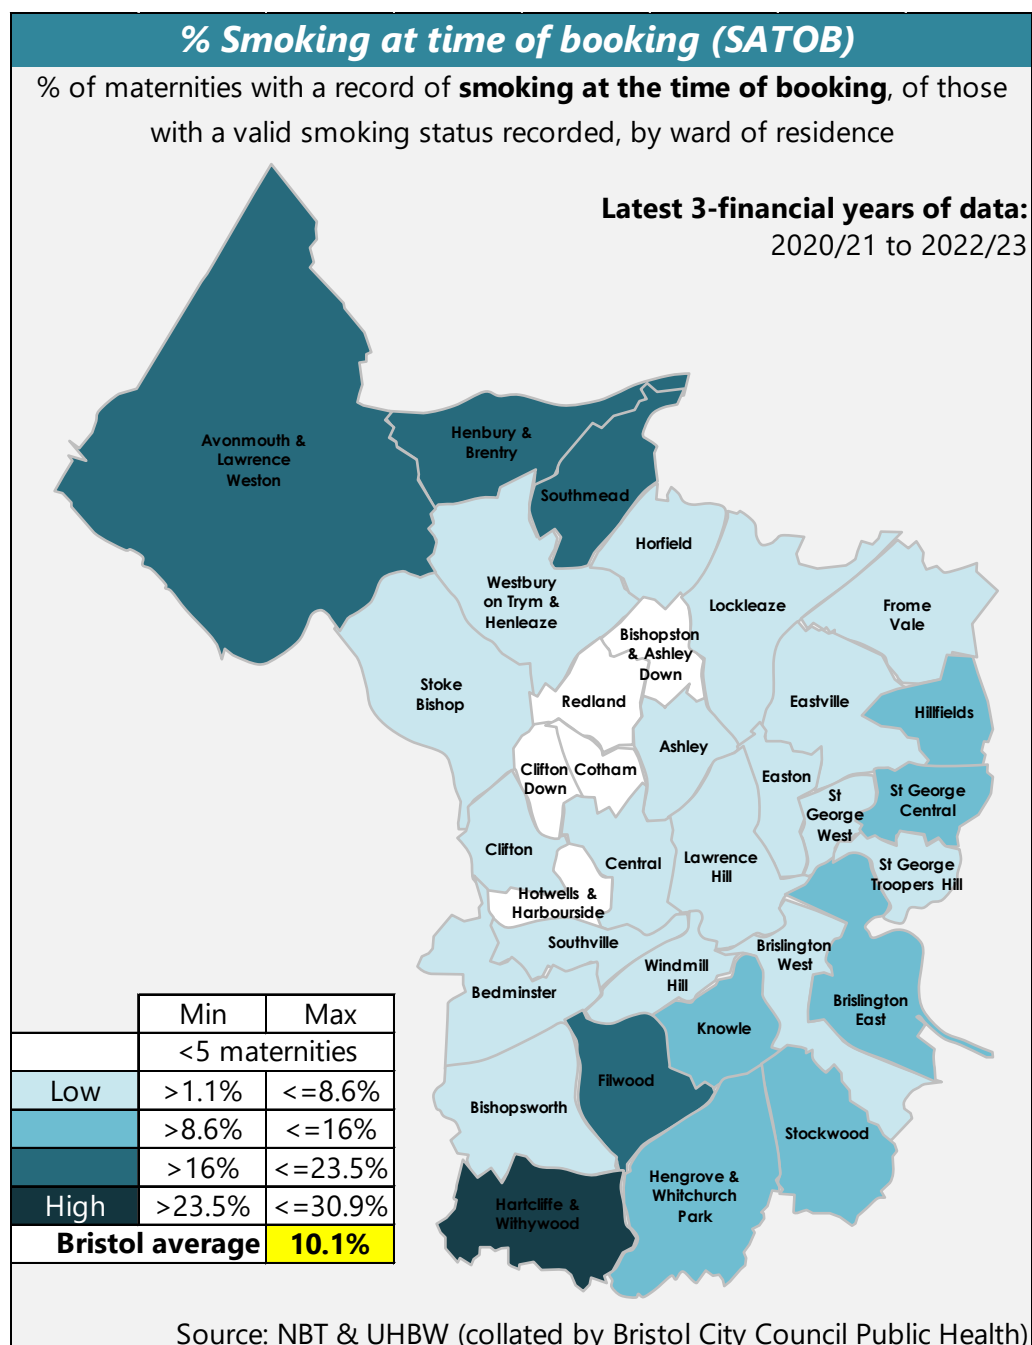 % Smoking at time of booking (SATOB)
% of maternities with a record of smoking at the time of booking, of those
with a valid smoking status recorded, by ward of residence
Latest 3-financial years of data:
2020/21 to 2022/23
Avonmouth &
Lawrence
Weston
Henbury &
Brentry
Southmead
Horfield
Westbury
on Trym &
Henleaze
Lockleaze
Frome
Vale
Bishopston
& Ashley
Down
Stoke
Bishop
Redland
Eastville
Hillfields
Ashley
Clifton
Down
Cotham
Easton
St
George
West
St George
Central
Clifton
Central
Lawrence
Hill
St George
Troopers Hill
Hotwells &
Harbourside
Southville
Brislington
West
Windmill
Hill
Bedminster
Brislington
East
Knowle
Filwood
Bishopsworth
Stockwood
Hengrove &
Whitchurch
Park
Hartcliffe &
Withywood
Min Max
<5 maternities
Low >1.1% <=8.6%
>8.6% <=16%
>16% <=23.5%
High >23.5% <=30.9%
Bristol average 10.1%
Source: NBT & UHBW (collated by Bristol City Council Public Health)